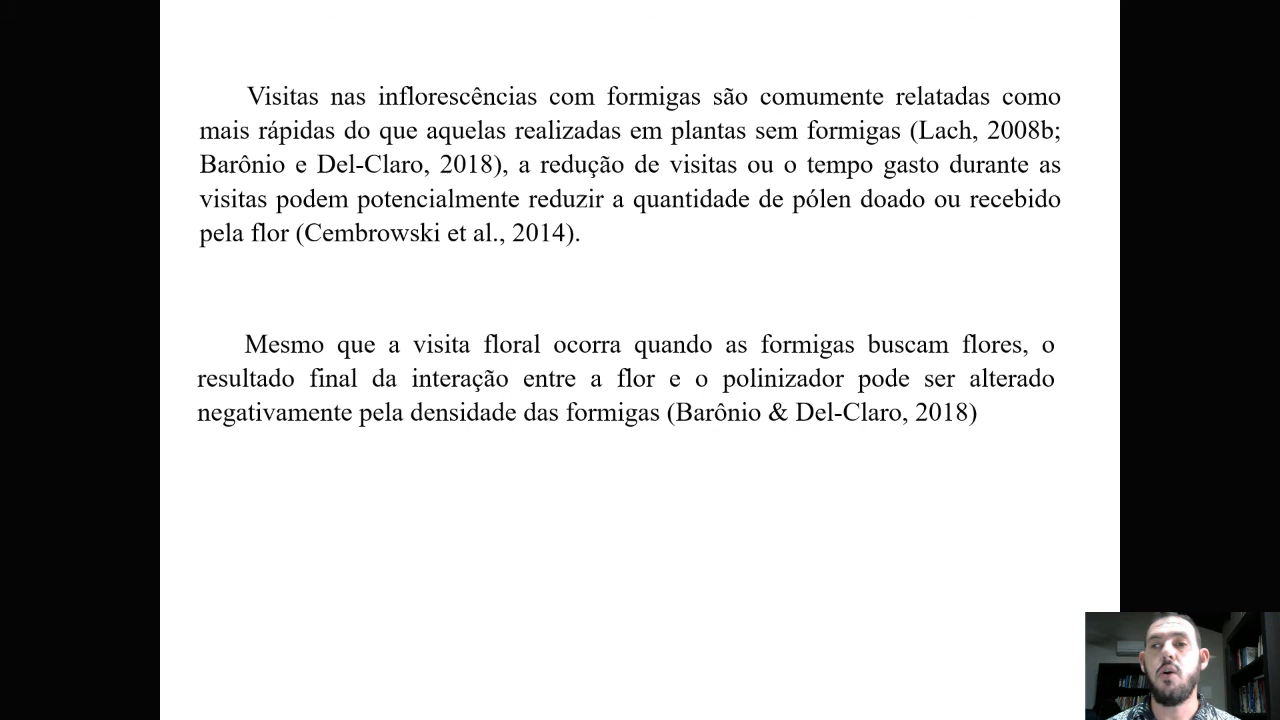 Visitas nas inflorescências com formigas são comumente relatadas como
mais rápidas do que aquelas realizadas em plantas sem formigas (Lach, 2008b;
Barônio e Del-Claro, 2018), a redução de visitas ou o tempo gasto durante as
visitas podem potencialmente reduzir a quantidade de pólen doado ou recebido
pela flor (Cembrowski et al., 2014).
Mesmo que a visita floral ocorra quando as formigas buscam flores, o
resultado final da interação entre a flor e o polinizador pode ser alterado
negativamente pela densidade das formigas (Barônio & Del-Claro, 2018)